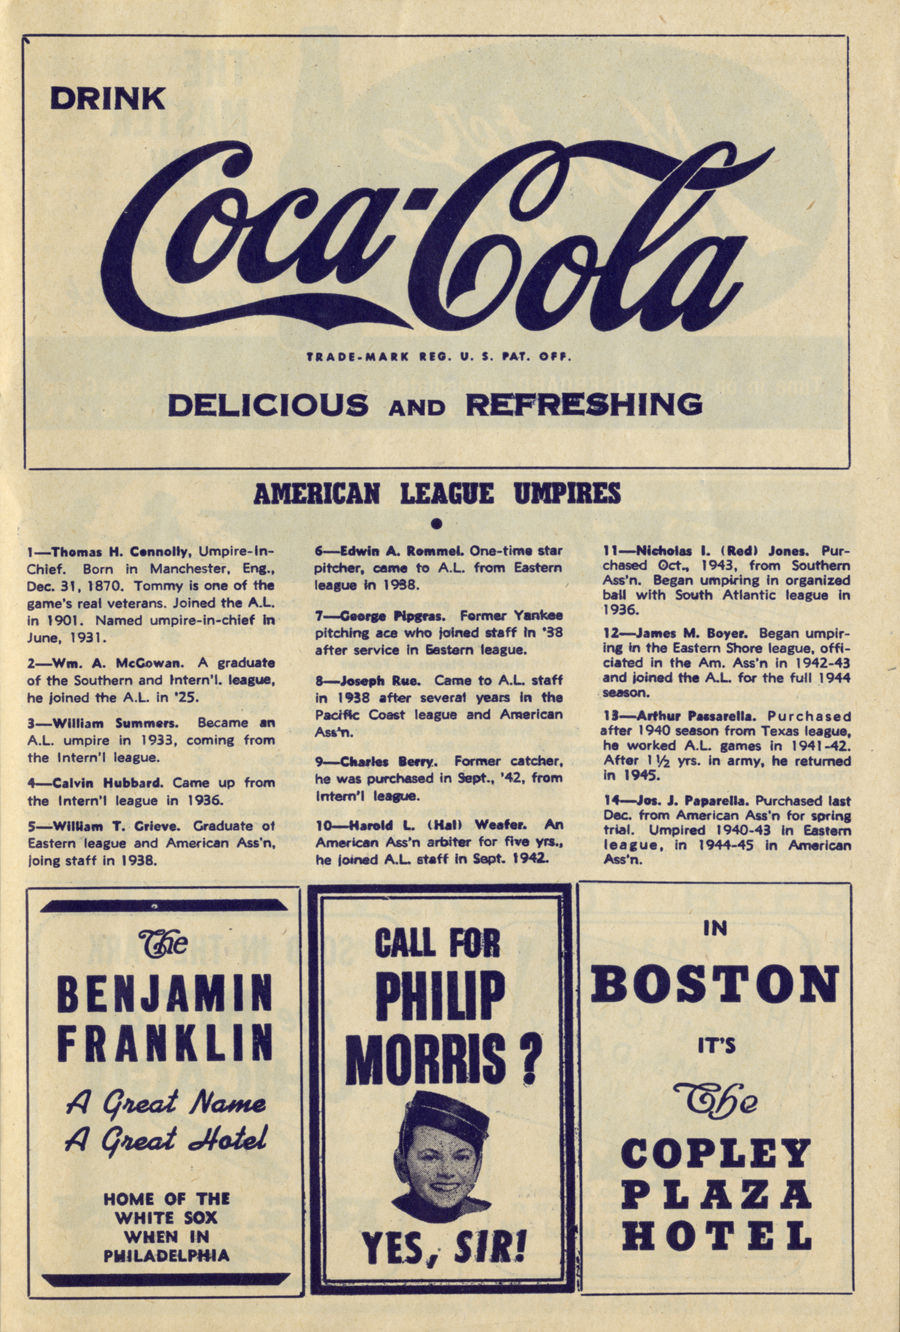 DRINK
Coca-Cola
TRADE-MARK REG. U. S. PAT. OFF.
DELICIOUS AND REFRESHING
AMERICAN LEAGUE UMPIRES
1—Thomas H. Connolly, Umpire-In-
Chief. Born in Manchester, Eng.,
Dec. 31, 1870. Tommy is one of the
game's real veterans. Joined the A.L.
in 1901. Named umpire-in-chief in
June, 1931.
2—Wm. A. McGowan. A graduate
of the Southern and Intern'l. league,
he joined the A.L. in '25.
3—William Summers. Became an
A.L. umpire in 1933, coming from
the Intern'l league.
4—Calvin Hubbard. Came up from
the Intern'l league in 1936.
5—William T. Grieve. Graduate of
Eastern league and American Ass'n,
joing staff in 1938.
6—Edwin A. Rommel. One-time star
pitcher, came to A.L. from Eastern
league in 1938.
7—George Pipgras. Former Yankee
pitching ace who joined staff in '38
after service in Eastern league.
8—Joseph Rue. Came to A.L. staff
in 1938 after several years in the
Pacific Coast league and American
Ass'n.
9—Charles Berry. Former catcher,
he was purchased in Sept., '42, from
Intern'l league.
10—Harold L. (Hal) Weafer. An
American Ass'n arbiter for five yrs.,
he joined A.L. staff in Sept. 1942.
11—Nicholas I. (Red) Jones. Pur-
chased Oct., 1943, from Southern
Ass'n. Began umpiring in organized
ball with South Atlantic league in
1936.
12—James M. Boyer. Began umpir-
ing in the Eastern Shore league, offi-
ciated in the Am. Ass'n in 1942-43
and joined the A.L. for the full 1944
season.
13—Arthur Passarella. Purchased
after 1940 season from Texas league,
he worked A.L. games in 1941-42.
After 1½ yrs. in army, he returned
in 1945.
14—Jos. J. Paparella. Purchased last
Dec. from American Ass'n for spring
trial. Umpired 1940-43 in Eastern
league, in 1944-45 in American
Ass'n.
The
BENJAMIN
FRANKLIN
A Great Name
A Great Hotel
HOME OF THE
WHITE SOX
WHEN IN
PHILADELPHIA
CALL FOR
PHILIP
MORRIS ?
YES, SIR!
IN
BOSTON
IT'S
The
COPLEY
PLAZA
HOTEL